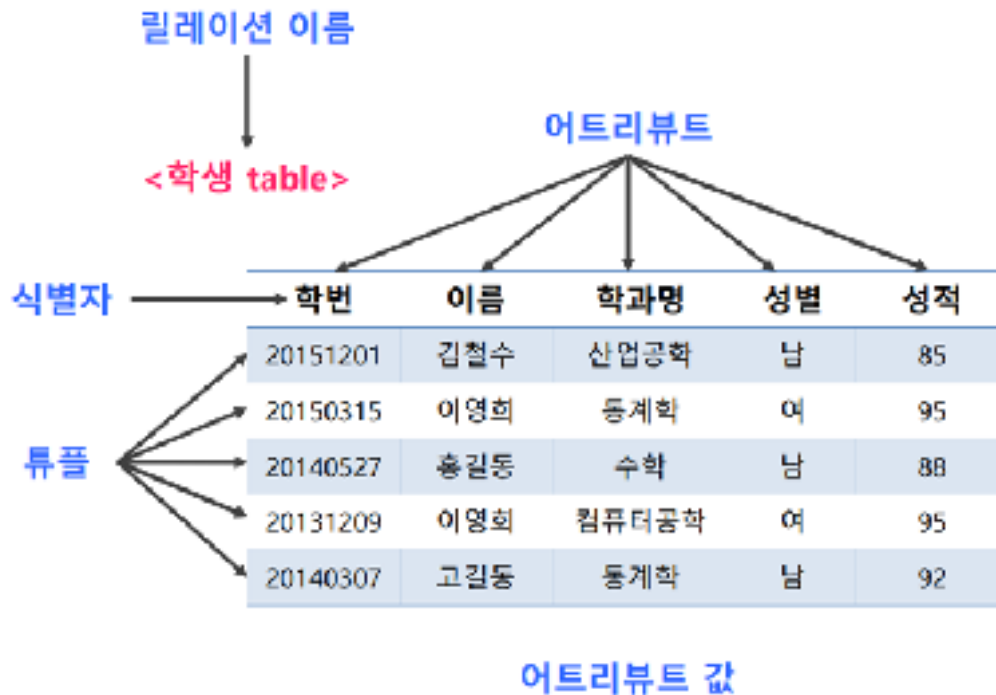 릴레이션 이름
어트리뷰트
<학생 table>
식별자 학번 이름 학과명 성별 성적
20151201 김철수 산업공학 남 85
20150315 이영희 통계학 여 95
튜플 20140527 홍길동 수학 남 88
20131209 이영희 컴퓨터공학 여 95
20140307 고길동 통계학 남 92
어트리뷰트 값